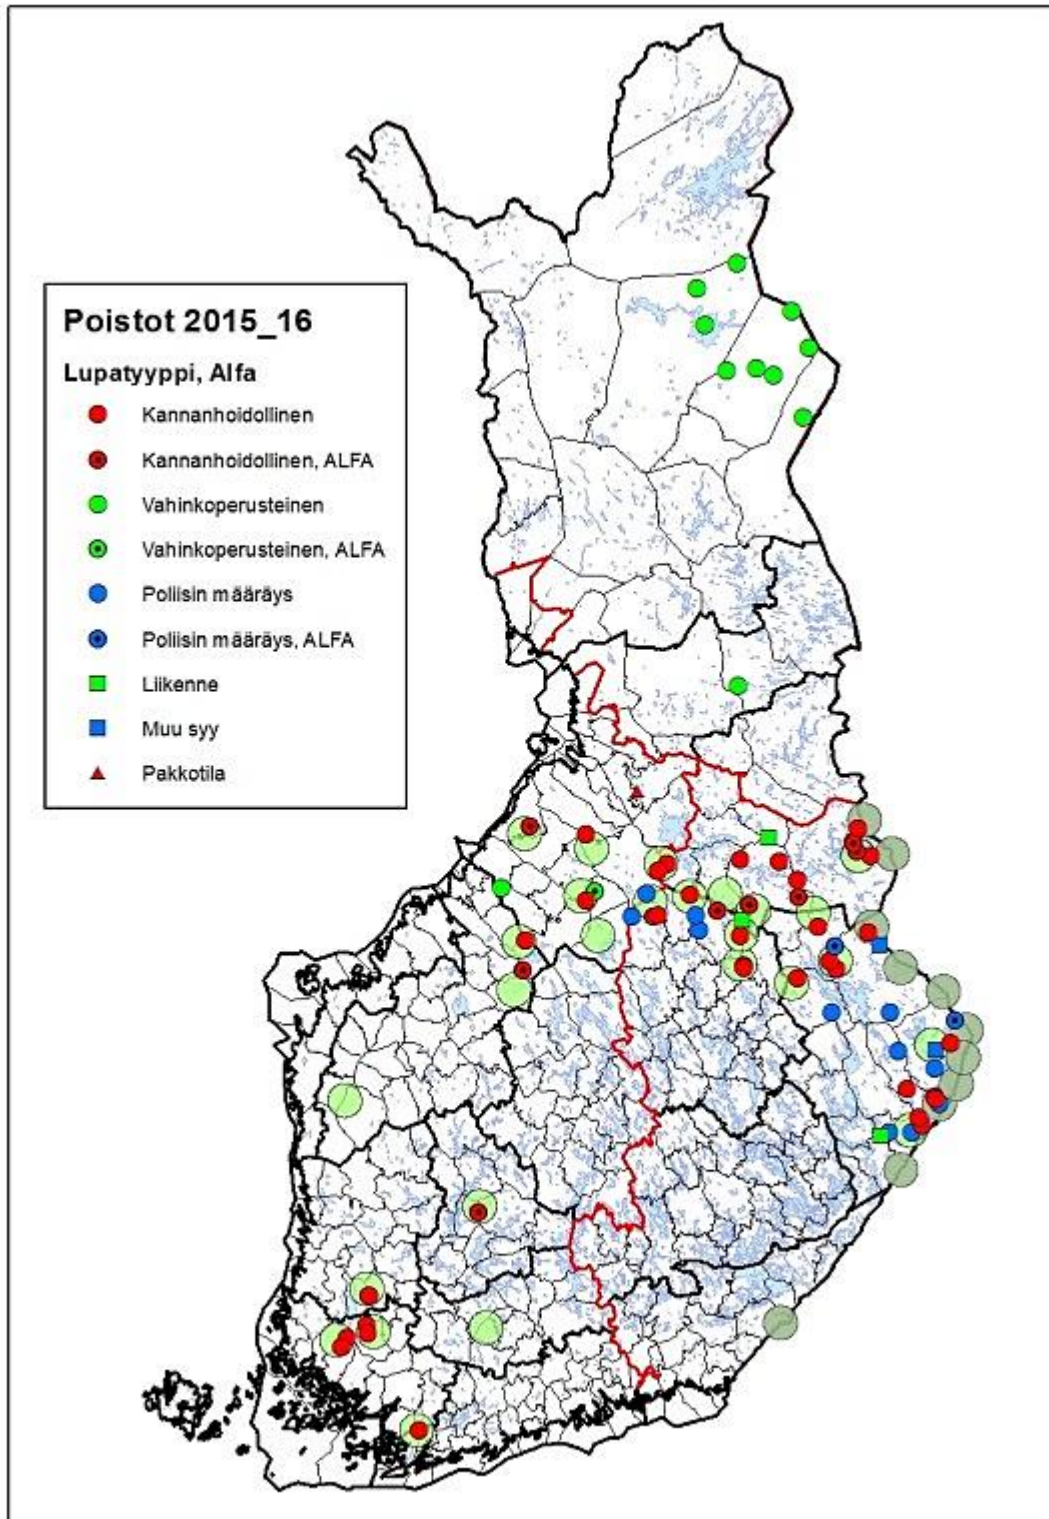 Poistot 2015_16
Lupatyyppi, Alfa
Kannanhoidollinen
Kannanhoidollinen, ALFA
Vahinkoperusteinen
Vahinkoperusteinen, ALFA
Poliisin määräys
Poliisin määräys, ALFA
Liikenne
Muu syy
Pakkotila